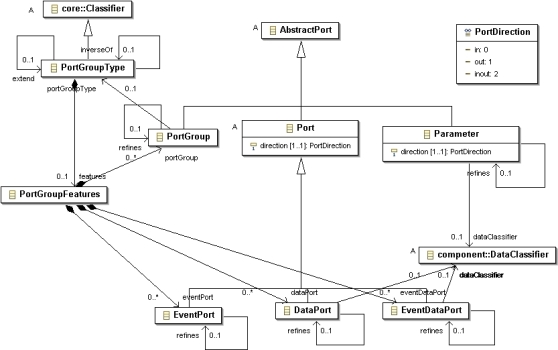 A
core::Classifier
AbstractPort
PortDirection
in: 0
out: 1
inout: 2
0..1
inverseOf
0..1
PortGroupType
extend
portGroupType
0..1
0..1
PortGroup
refines
0..*
portGroup
A
Port
direction [1..1]: PortDirection
Parameter
direction [1..1]: PortDirection
refines
0..1
0..1
features
PortGroupFeatures
0..1
dataClassifier
A
component::DataClassifier
0..1
0..1
dataClassifier
0..*
eventPort
0..*
dataPort
0..*
eventDataPort
EventPort
DataPort
EventDataPort
refines
0..1
refines
0..1
refines
0..1